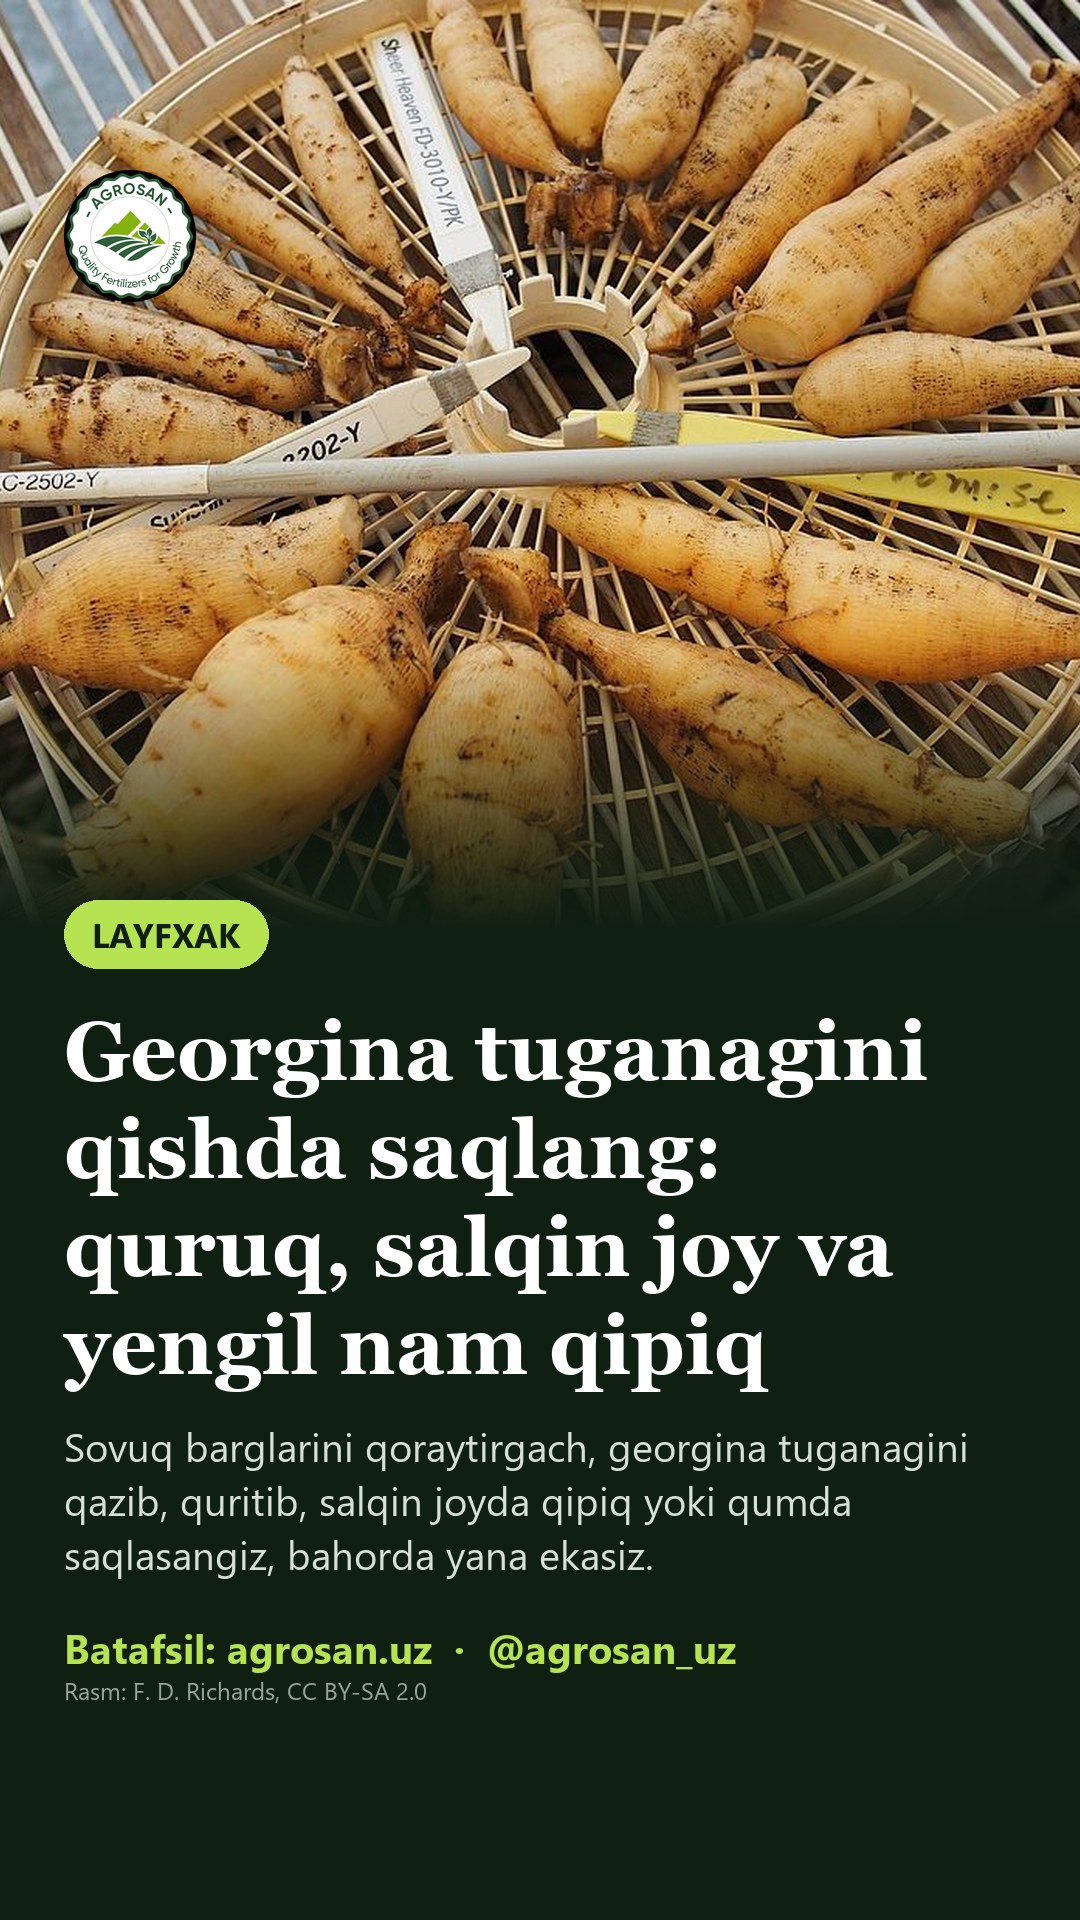 Sheer Heaven FD-3010-Y/PK
- AGROSAN -
Quality Fertilizers for Growth
2202-Y
C-2502-Y
omise
LAYFXAK
Georgina tuganagini
qishda saqlang:
quruq, salqin joy va
yengil nam qipiq
Sovuq barglarini qoraytirgach, georgina tuganagini
qazib, quritib, salqin joyda qipiq yoki qumda
saqlasangiz, bahorda yana ekasiz.
Batafsil: agrosan.uz · @agrosan_uz
Rasm: F. D. Richards, CC BY-SA 2.0